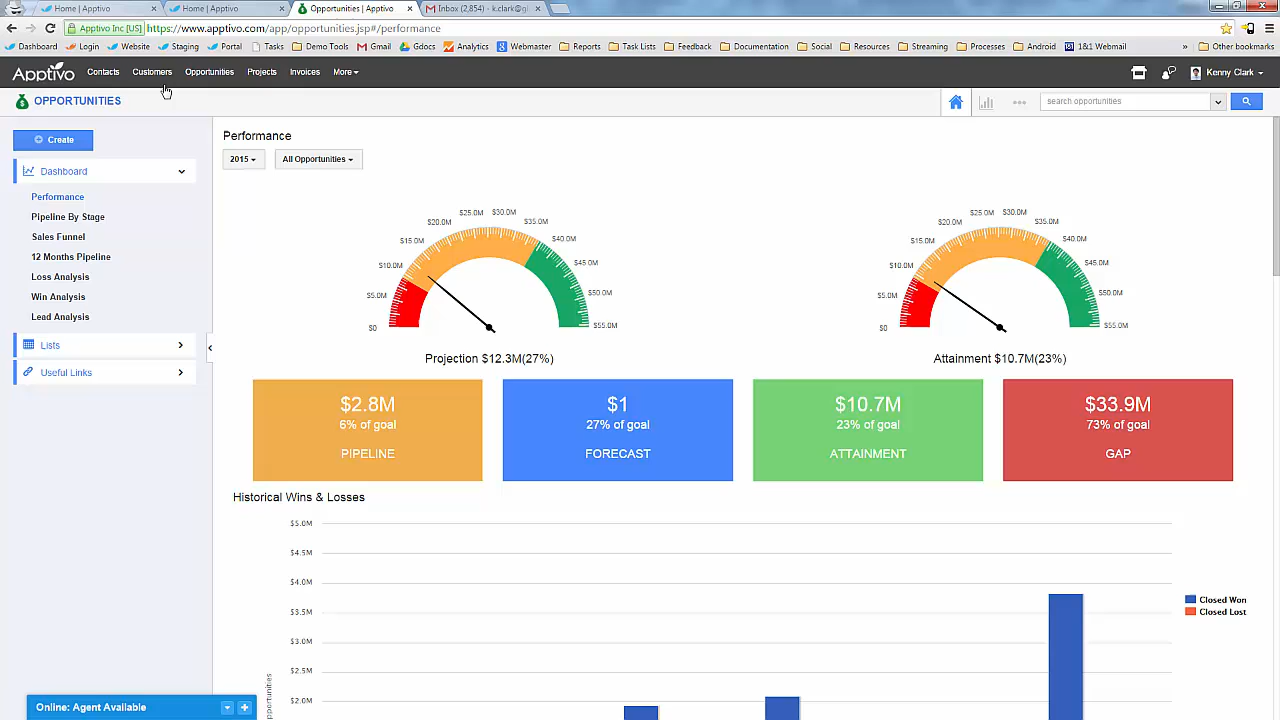 Home | Apptivo
Home | Apptivo
Opportunities | Apptivo
Inbox (2,854) - k.clark@gi
Apptivo Inc [US]
https://www.apptivo.com/app/opportunities.jsp#/performance
Dashboard
Login
Website
Staging
Portal
Tasks
Demo Tools
Gmail
Gdocs
Analytics
Webmaster
Reports
Task Lists
Feedback
Documentation
Social
Resources
Streaming
Processes
Android
1&1 Webmail
»
Other bookmarks
Apptivo
Contacts
Customers
Opportunities
Projects
Invoices
More
Kenny Clark
OPPORTUNITIES
search opportunities
Create
Dashboard
Performance
Pipeline By Stage
Sales Funnel
12 Months Pipeline
Loss Analysis
Win Analysis
Lead Analysis
Lists
Useful Links
Performance
2015
All Opportunities
$0
$5.0M
$10.0M
$15.0M
$20.0M
$25.0M
$30.0M
$35.0M
$40.0M
$45.0M
$50.0M
$55.0M
Projection $12.3M(27%)
$0
$5.0M
$10.0M
$15.0M
$20.0M
$25.0M
$30.0M
$35.0M
$40.0M
$45.0M
$50.0M
$55.0M
Attainment $10.7M(23%)
$2.8M
6% of goal
PIPELINE
$1
27% of goal
FORECAST
$10.7M
23% of goal
ATTAINMENT
$33.9M
73% of goal
GAP
Historical Wins & Losses
$5.0M
$4.5M
$4.0M
$3.5M
$3.0M
$2.5M
$2.0M
Closed Won
Closed Lost
Online: Agent Available